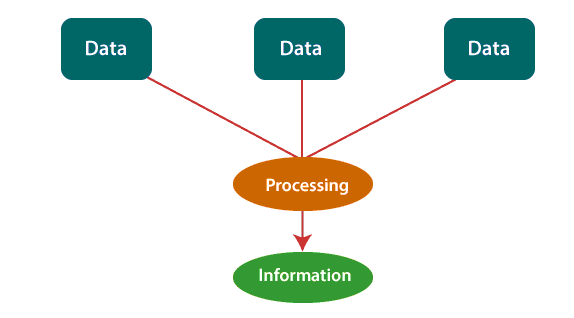 Data
Data
Data
Processing
Information